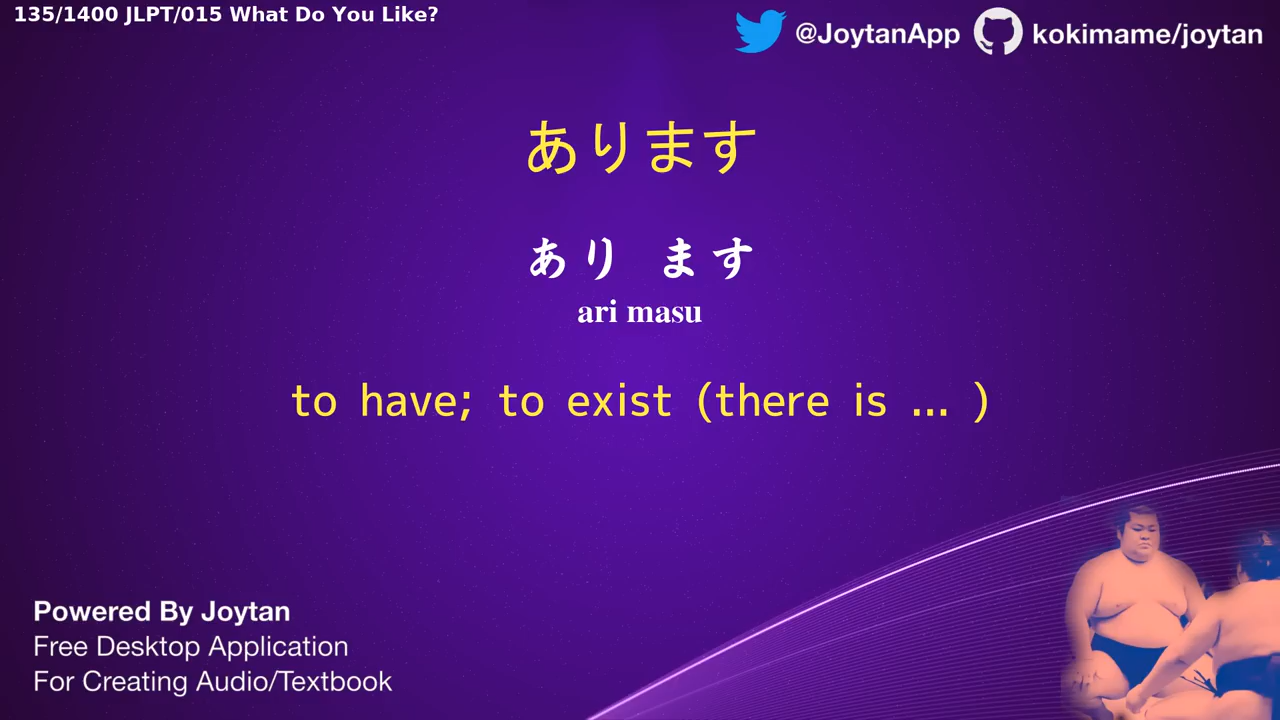 135/1400 JLPT/015 What Do You Like?
@JoytanApp kokimame/joytan
あります
あり ます
ari masu
to have; to exist (there is ... )
Powered By Joytan
Free Desktop Application
For Creating Audio/Textbook